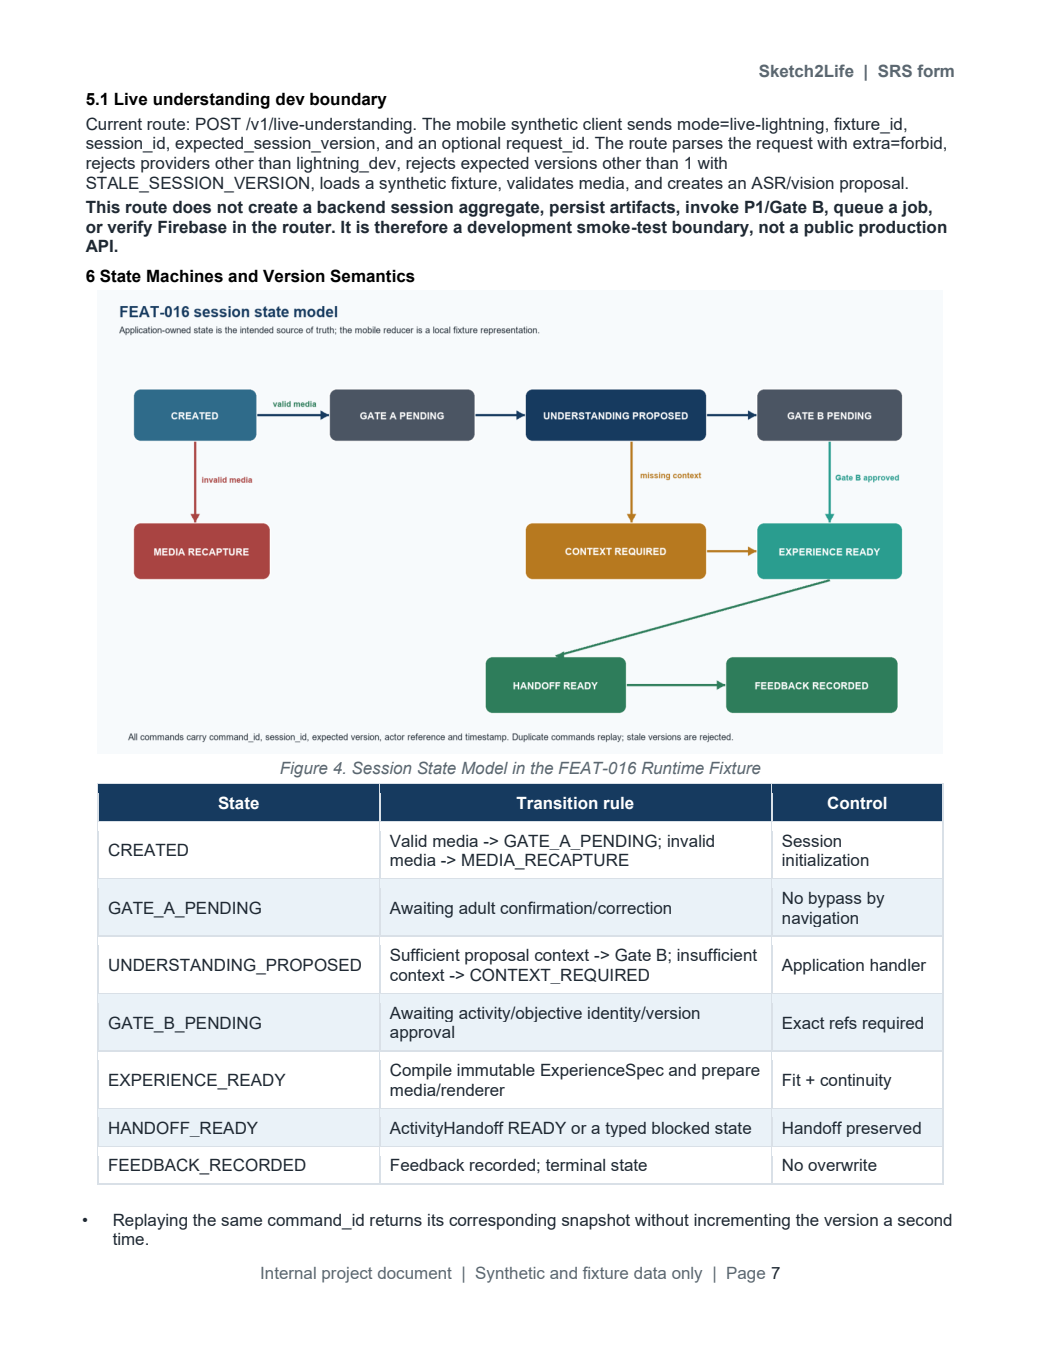 Sketch2Life | SRS form
5.1 Live understanding dev boundary
Current route: POST /v1/live-understanding. The mobile synthetic client sends mode=live-lightning, fixture_id,
session_id, expected_session_version, and an optional request_id. The route parses the request with extra=forbid,
rejects providers other than lightning_dev, rejects expected versions other than 1 with
STALE_SESSION_VERSION, loads a synthetic fixture, validates media, and creates an ASR/vision proposal.
This route does not create a backend session aggregate, persist artifacts, invoke P1/Gate B, queue a job,
or verify Firebase in the router. It is therefore a development smoke-test boundary, not a public production
API.
6 State Machines and Version Semantics
FEAT-016 session state model
Application-owned state is the intended source of truth; the mobile reducer is a local fixture representation.
CREATED
valid media
GATE A PENDING
UNDERSTANDING PROPOSED
GATE B PENDING
invalid media
missing context
Gate B approved
MEDIA RECAPTURE
CONTEXT REQUIRED
EXPERIENCE READY
HANDOFF READY
FEEDBACK RECORDED
All commands carry command_id, session_id, expected version, actor reference and timestamp. Duplicate commands replay; stale versions are rejected.
Figure 4. Session State Model in the FEAT-016 Runtime Fixture
State Transition rule Control
CREATED
Valid media -> GATE_A_PENDING; invalid
media -> MEDIA_RECAPTURE
Session
initialization
GATE_A_PENDING
Awaiting adult confirmation/correction
No bypass by
navigation
UNDERSTANDING_PROPOSED
Sufficient proposal context -> Gate B; insufficient
context -> CONTEXT_REQUIRED
Application handler
GATE_B_PENDING
Awaiting activity/objective identity/version
approval
Exact refs required
EXPERIENCE_READY
Compile immutable ExperienceSpec and prepare
media/renderer
Fit + continuity
HANDOFF_READY
ActivityHandoff READY or a typed blocked state
Handoff preserved
FEEDBACK_RECORDED
Feedback recorded; terminal state
No overwrite
• Replaying the same command_id returns its corresponding snapshot without incrementing the version a second
time.
Internal project document | Synthetic and fixture data only | Page 7